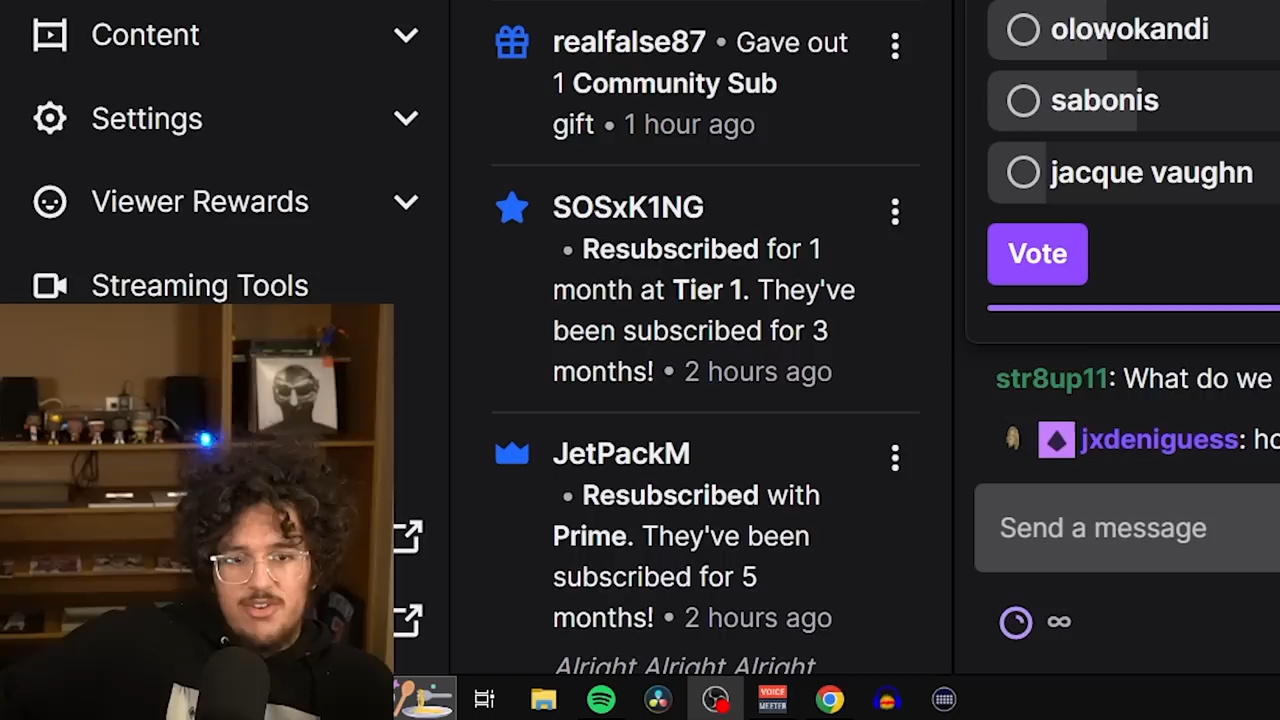 Content
Settings
Viewer Rewards
Streaming Tools
realfalse87 • Gave out
1 Community Sub
gift • 1 hour ago
SOSxK1NG
• Resubscribed for 1
month at Tier 1. They've
been subscribed for 3
months! • 2 hours ago
JetPackM
• Resubscribed with
Prime. They've been
subscribed for 5
months! • 2 hours ago
Alright Alright Alright
olowokandi
sabonis
jacque vaughn
Vote
str8up11: What do we
jxdeniguess: ho
Send a message
∞
VOICE
MEETER